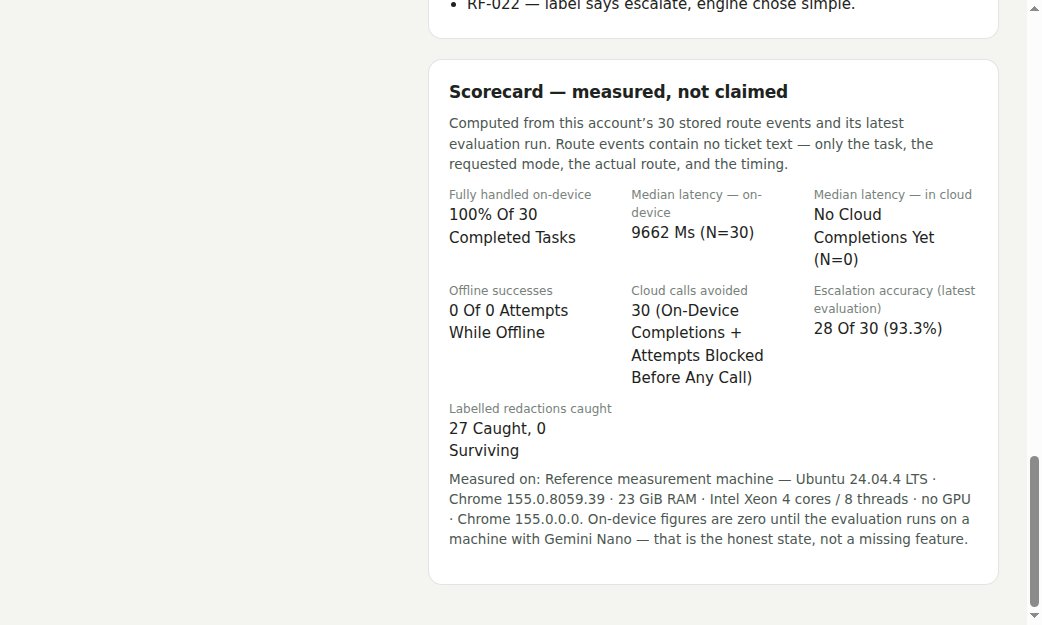 • RF-022 — label says escalate, engine chose simple.
Scorecard — measured, not claimed
Computed from this account’s 30 stored route events and its latest
evaluation run. Route events contain no ticket text — only the task, the
requested mode, the actual route, and the timing.
Fully handled on-device
100% Of 30
Completed Tasks
Median latency — on-
device
9662 Ms (N=30)
Median latency — in cloud
No Cloud
Completions Yet
(N=0)
Offline successes
0 Of 0 Attempts
While Offline
Cloud calls avoided
30 (On-Device
Completions +
Attempts Blocked
Before Any Call)
Escalation accuracy (latest
evaluation)
28 Of 30 (93.3%)
Labelled redactions caught
27 Caught, 0
Surviving
Measured on: Reference measurement machine — Ubuntu 24.04.4 LTS ·
Chrome 155.0.8059.39 · 23 GiB RAM · Intel Xeon 4 cores / 8 threads · no GPU
· Chrome 155.0.0.0. On-device figures are zero until the evaluation runs on a
machine with Gemini Nano — that is the honest state, not a missing feature.